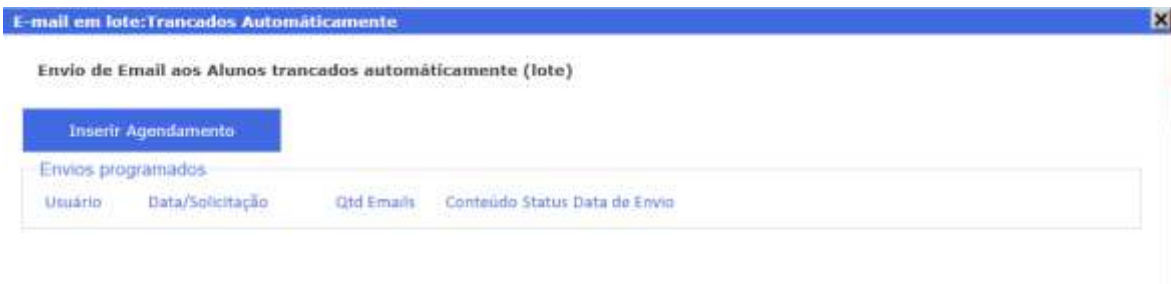 E-mail em lote:Trancados Automáticamente
Envio de Email aos Alunos trancados automáticamente (lote)
Inserir Agendamento
Envios programados
Usuário Data/Solicitação Qtd Emails Conteúdo Status Data de Envio